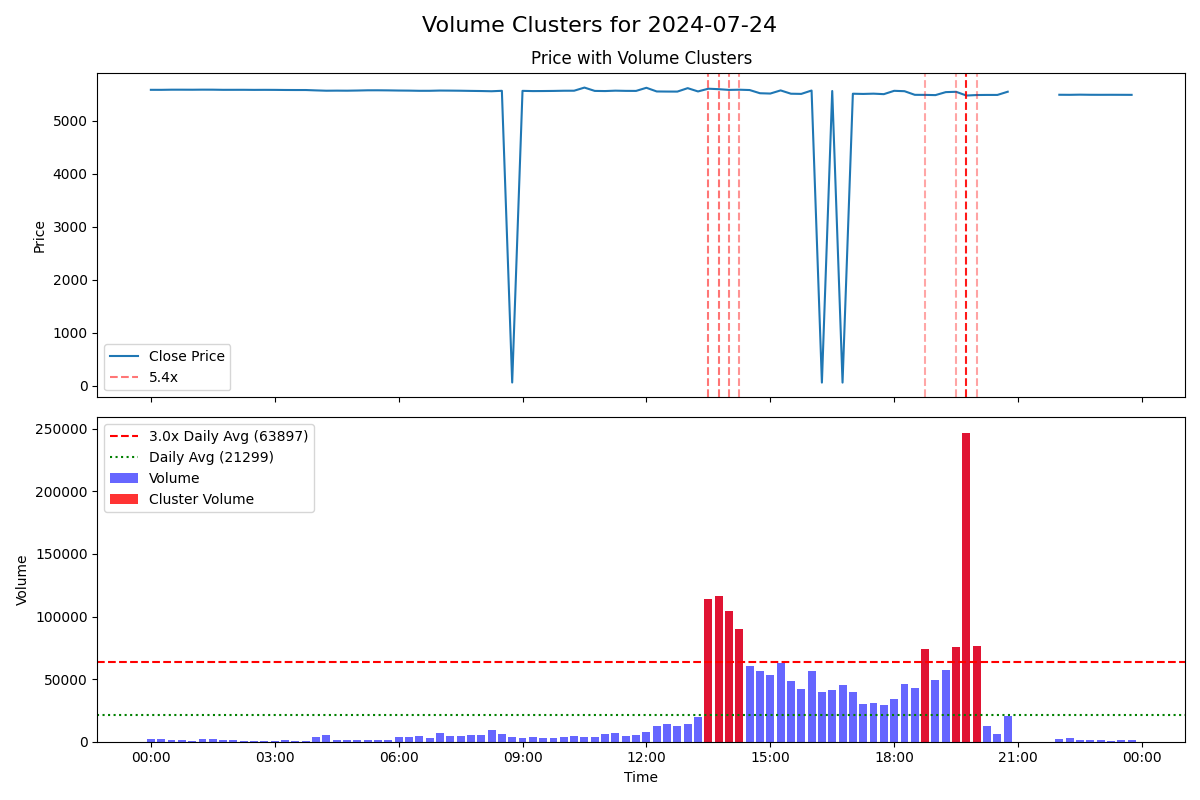 Volume Clusters for 2024-07-24
Price with Volume Clusters
Price
5000
4000
3000
2000
1000
0
Close Price
5.4x
Volume
250000
200000
150000
100000
50000
0
3.0x Daily Avg (63897)
Daily Avg (21299)
Volume
Cluster Volume
00:00 03:00 06:00 09:00 12:00 15:00 18:00 21:00 00:00
Time